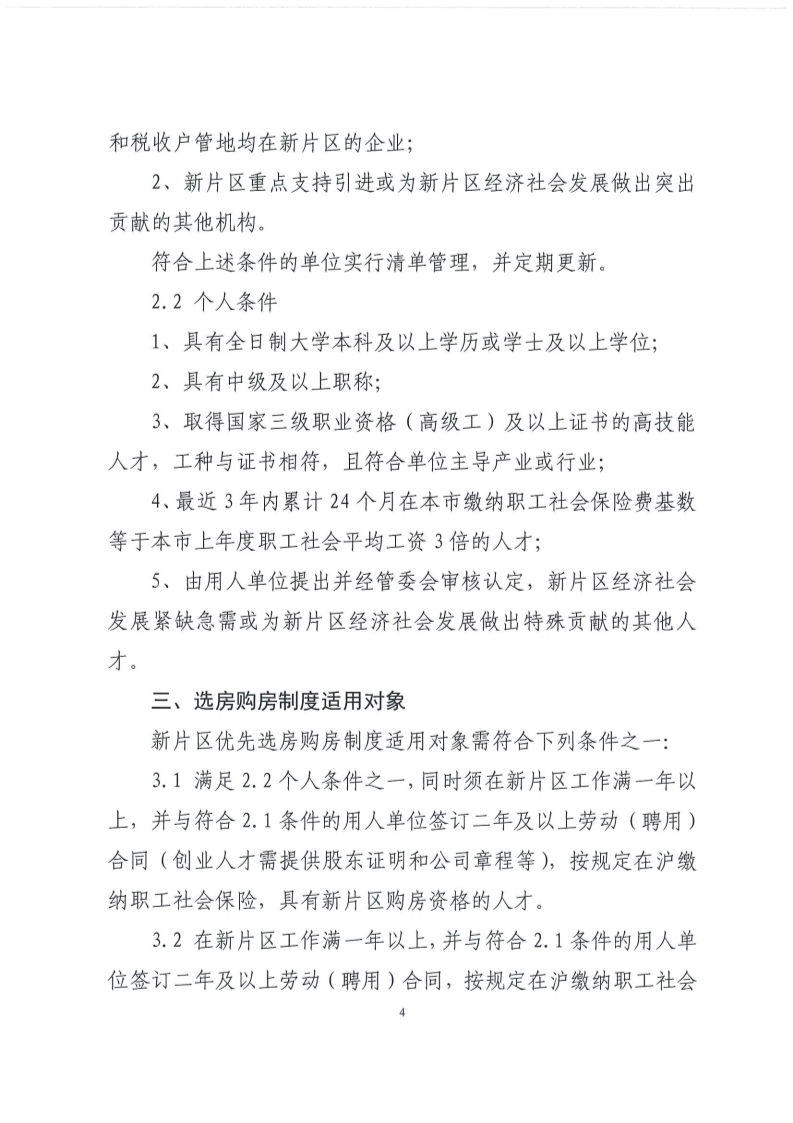 和税收户管地均在新片区的企业；
2、新片区重点支持引进或为新片区经济社会发展做出突出
贡献的其他机构。
符合上述条件的单位实行清单管理，并定期更新。
2.2 个人条件
1、具有全日制大学本科及以上学历或学士及以上学位；
2、具有中级及以上职称；
3、取得国家三级职业资格（高级工）及以上证书的高技能
人才，工种与证书相符，且符合单位主导产业或行业；
4、最近 3 年内累计 24 个月在本市缴纳职工社会保险费基数
等于本市上年度职工社会平均工资 3 倍的人才；
5、由用人单位提出并经管委会审核认定，新片区经济社会
发展紧缺急需或为新片区经济社会发展做出特殊贡献的其他人
才。
三、选房购房制度适用对象
新片区优先选房购房制度适用对象需符合下列条件之一：
3.1 满足 2.2 个人条件之一，同时须在新片区工作满一年以
上，并与符合 2.1 条件的用人单位签订二年及以上劳动（聘用）
合同（创业人才需提供股东证明和公司章程等），按规定在沪缴
纳职工社会保险，具有新片区购房资格的人才。
3.2 在新片区工作满一年以上，并与符合 2.1 条件的用人单
位签订二年及以上劳动（聘用）合同，按规定在沪缴纳职工社会
4